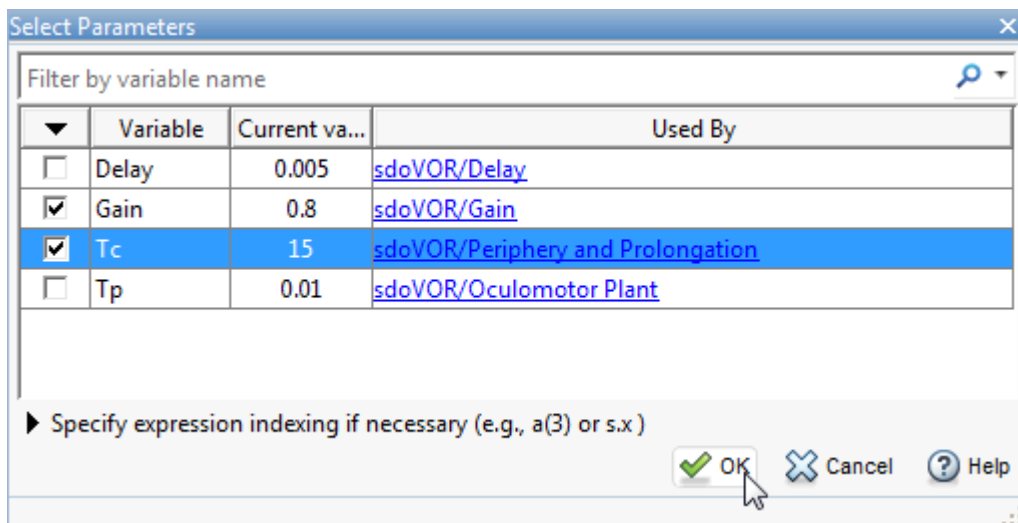 Select Parameters
Filter by variable name
Variable Current va... Used By
Delay 0.005 sdoVOR/Delay
Gain 0.8 sdoVOR/Gain
Tc 15 sdoVOR/Periphery and Prolongation
Tp 0.01 sdoVOR/Oculomotor Plant
Specify expression indexing if necessary (e.g., a(3) or s.x )
OK Cancel Help